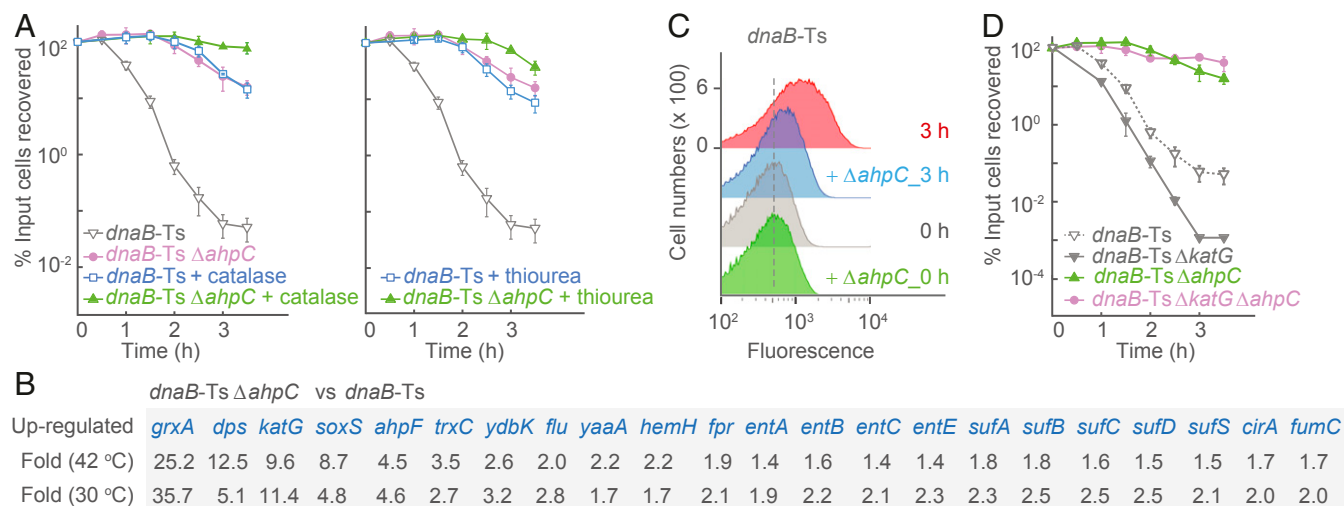 A
% Input cells recovered
10²
10⁰
10⁻²
dnaB-Ts
dnaB-Ts ΔahpC
dnaB-Ts + catalase
dnaB-Ts ΔahpC + catalase
0 1 2 3
Time (h)
dnaB-Ts + thiourea
dnaB-Ts ΔahpC + thiourea
0 1 2 3
Time (h)
C
dnaB-Ts
Cell numbers (x 100)
6
0
3 h
+ ΔahpC_3 h
0 h
+ ΔahpC_0 h
10² 10³ 10⁴
Fluorescence
D
% Input cells recovered
10²
10⁰
10⁻²
10⁻⁴
dnaB-Ts
dnaB-Ts ΔkatG
dnaB-Ts ΔahpC
dnaB-Ts ΔkatG ΔahpC
0 1 2 3
Time (h)
B
dnaB-Ts ΔahpC vs dnaB-Ts
Up-regulated grxA dps katG soxS ahpF trxC ydbK flu yaaA hemH fpr entA entB entC entE sufA sufB sufC sufD sufS cirA fumC
Fold (42 °C) 25.2 12.5 9.6 8.7 4.5 3.5 2.6 2.0 2.2 2.2 1.9 1.4 1.6 1.4 1.4 1.8 1.8 1.6 1.5 1.5 1.7 1.7
Fold (30 °C) 35.7 5.1 11.4 4.8 4.6 2.7 3.2 2.8 1.7 1.7 2.1 1.9 2.2 2.1 2.3 2.3 2.5 2.5 2.5 2.1 2.0 2.0